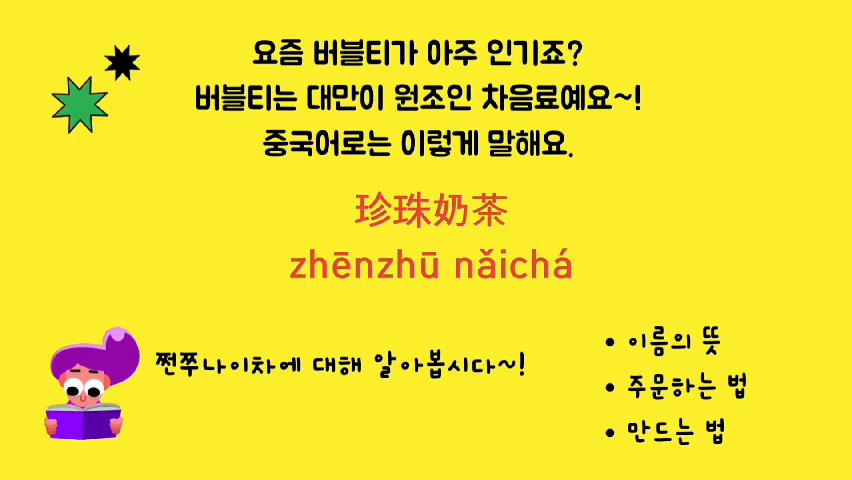 요즘 버블티가 아주 인기죠?
버블티는 대만이 원조인 차음료예요~!
중국어로는 이렇게 말해요.
珍珠奶茶
zhēnzhū nǎichá
쩐쭈나이차에 대해 알아봅시다~!
• 이름의 뜻
• 주문하는 법
• 만드는 법